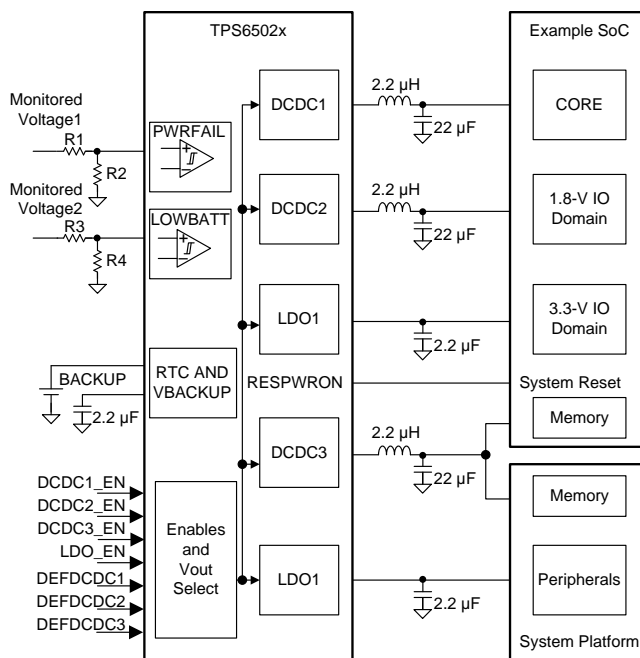 TPS6502x
Example SoC
Monitored
Voltage1
R1
R2
PWRFAIL
Monitored
Voltage2
R3
R4
LOWBATT
BACKUP
2.2 µF
RTC AND
VBACKUP
DCDC1_EN
DCDC2_EN
DCDC3_EN
LDO_EN
DEFDCDC1
DEFDCDC2
DEFDCDC3
Enables
and
Vout
Select
DCDC1
DCDC2
LDO1
RESPWRON
DCDC3
LDO1
2.2 µH
22 µF
2.2 µH
22 µF
2.2 µF
2.2 µH
22 µF
2.2 µF
CORE
1.8-V IO
Domain
3.3-V IO
Domain
System Reset
Memory
Memory
Peripherals
System Platform